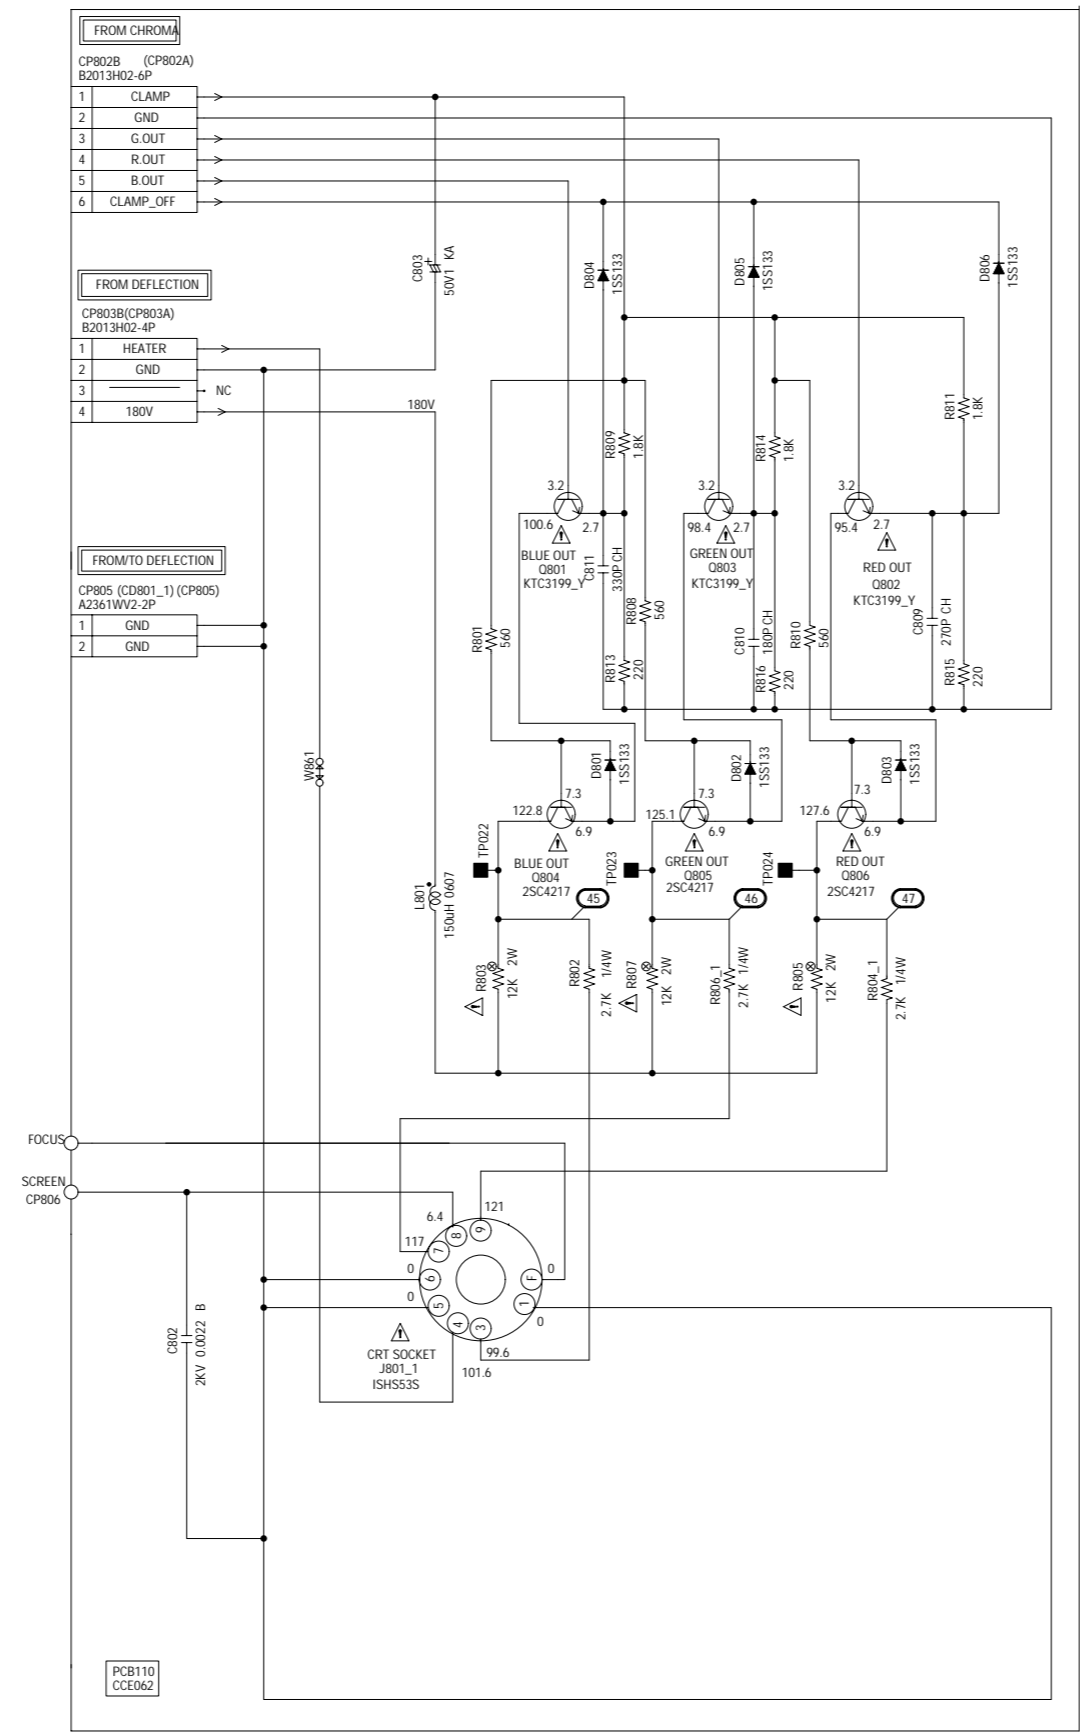 FROM CHROMA
CP802B (CP802A)
B2013H02-6P
1 CLAMP
2 GND
3 G.OUT
4 R.OUT
5 B.OUT
6 CLAMP_OFF
C803
50V1 KA
D804
1SS133
D805
1SS133
D806
1SS133
FROM DEFLECTION
CP803B(CP803A)
B2013H02-4P
1 HEATER
2 GND
3 NC
4 180V
180V
R809
1.8K
R814
1.8K
R811
1.8K
3.2
100.6
2.7
BLUE OUT
Q801
KTC3199_Y
3.2
98.4
2.7
GREEN OUT
Q803
KTC3199_Y
3.2
95.4
2.7
RED OUT
Q802
KTC3199_Y
C811
330P CH
R808
560
C810
180P CH
R810
560
C809
270P CH
FROM/TO DEFLECTION
CP805 (CD801_1) (CP805)
A2361WV2-2P
1 GND
2 GND
R801
560
R813
220
R816
220
R815
220
W861
D801
1SS133
D802
1SS133
D803
1SS133
7.3
122.8
6.9
BLUE OUT
Q804
2SC4217
7.3
125.1
6.9
GREEN OUT
Q805
2SC4217
7.3
127.6
6.9
RED OUT
Q806
2SC4217
TP022
TP023
TP024
45
46
47
L801
150uH 0607
R803
12K 2W
R802
2.7K 1/4W
R807
12K 2W
R806_1
2.7K 1/4W
R805
12K 2W
R804_1
2.7K 1/4W
FOCUS
SCREEN
CP806
6.4
121
117
0
0
0
0
9
8
7
6
5
4
3
1
F
99.6
101.6
CRT SOCKET
J801_1
ISHS53S
C802
2KV 0.0022 B
PCB110
CCE062